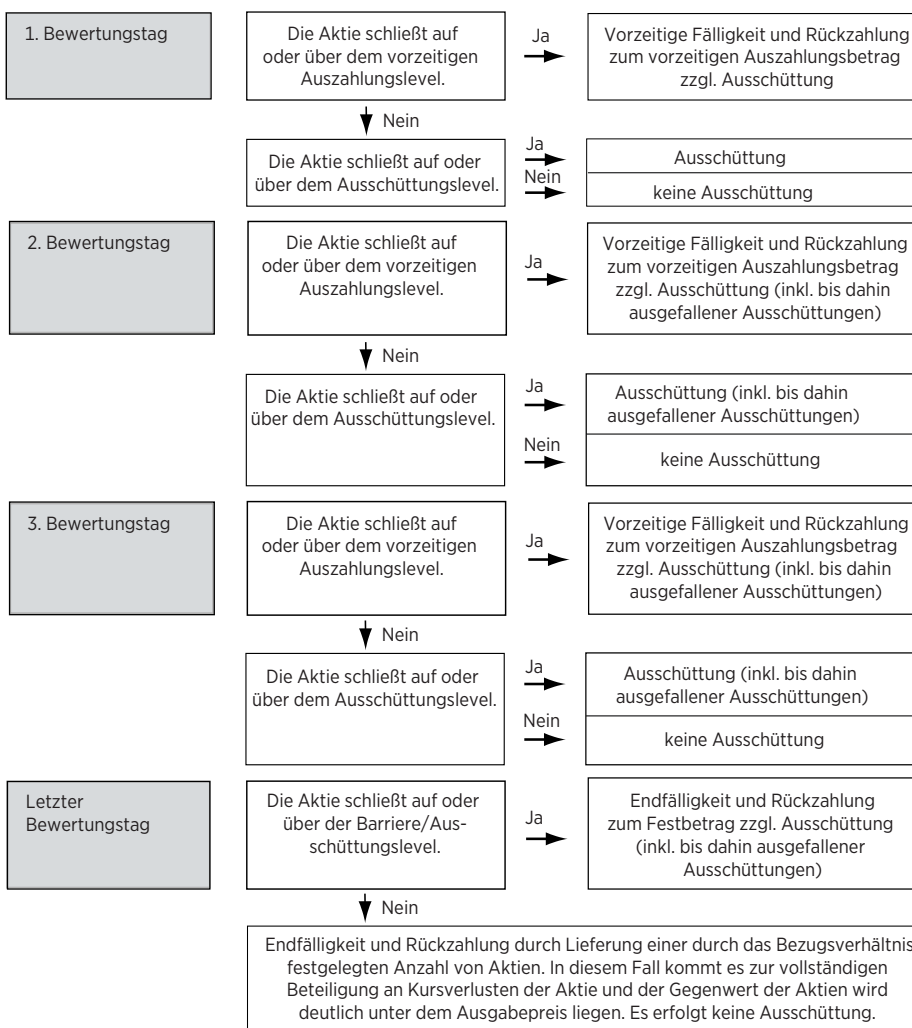 1. Bewertungstag
Die Aktie schließt auf
oder über dem vorzeitigen
Auszahlungslevel.
Ja
Vorzeitige Fälligkeit und Rückzahlung
zum vorzeitigen Auszahlungsbetrag
zzgl. Ausschüttung
Nein
Die Aktie schließt auf oder
über dem Ausschüttungslevel.
Ja
Ausschüttung
Nein
keine Ausschüttung
2. Bewertungstag
Die Aktie schließt auf
oder über dem vorzeitigen
Auszahlungslevel.
Ja
Vorzeitige Fälligkeit und Rückzahlung
zum vorzeitigen Auszahlungsbetrag
zzgl. Ausschüttung (inkl. bis dahin
ausgefallener Ausschüttungen)
Nein
Die Aktie schließt auf oder
über dem Ausschüttungslevel.
Ja
Ausschüttung (inkl. bis dahin
ausgefallener Ausschüttungen)
Nein
keine Ausschüttung
3. Bewertungstag
Die Aktie schließt auf
oder über dem vorzeitigen
Auszahlungslevel.
Ja
Vorzeitige Fälligkeit und Rückzahlung
zum vorzeitigen Auszahlungsbetrag
zzgl. Ausschüttung (inkl. bis dahin
ausgefallener Ausschüttungen)
Nein
Die Aktie schließt auf oder
über dem Ausschüttungslevel.
Ja
Ausschüttung (inkl. bis dahin
ausgefallener Ausschüttungen)
Nein
keine Ausschüttung
Letzter
Bewertungstag
Die Aktie schließt auf oder
über der Barriere/Aus-
schüttungslevel.
Ja
Endfälligkeit und Rückzahlung
zum Festbetrag zzgl. Ausschüttung
(inkl. bis dahin ausgefallener
Ausschüttungen)
Nein
Endfälligkeit und Rückzahlung durch Lieferung einer durch das Bezugsverhältnis
festgelegten Anzahl von Aktien. In diesem Fall kommt es zur vollständigen
Beteiligung an Kursverlusten der Aktie und der Gegenwert der Aktien wird
deutlich unter dem Ausgabepreis liegen. Es erfolgt keine Ausschüttung.